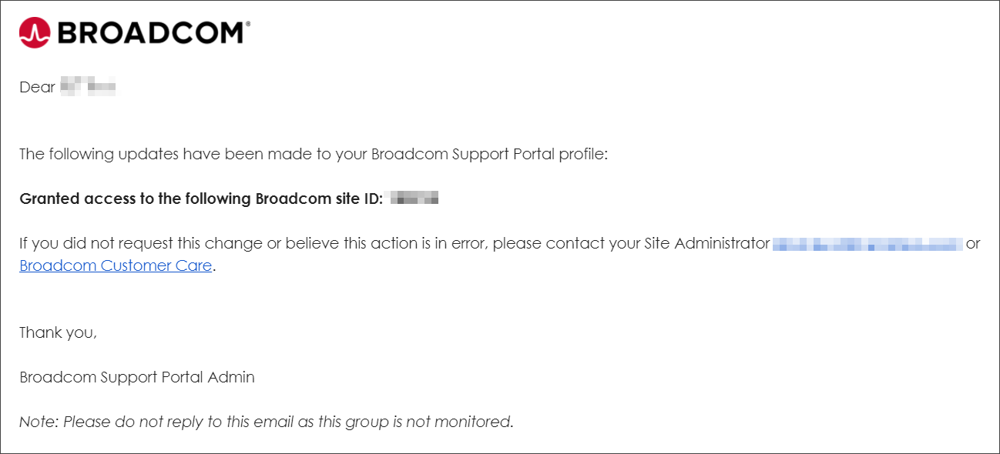 BROADCOM®
Dear
The following updates have been made to your Broadcom Support Portal profile:
Granted access to the following Broadcom site ID:
If you did not request this change or believe this action is in error, please contact your Site Administrator or
Broadcom Customer Care.
Thank you,
Broadcom Support Portal Admin
Note: Please do not reply to this email as this group is not monitored.